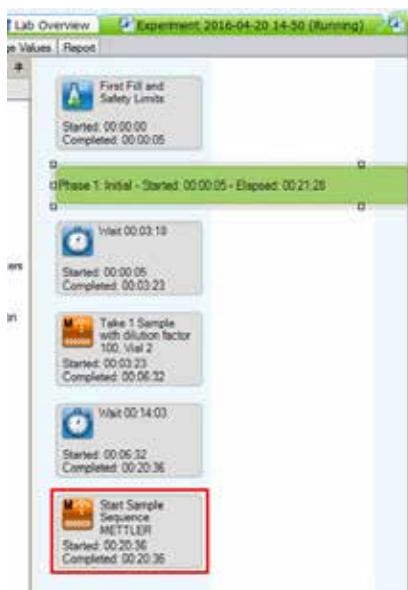 Lab Overview Experiment 2016-04-20 14-50 (Running)
Values Report
First Fill and
Safety Limits
Started: 00:00:00
Completed: 00:00:05
Phase 1: Initial - Started: 00:00:05 - Elapsed: 00:21:28
Wait 00:03:18
Started: 00:00:05
Completed: 00:03:23
Take 1 Sample
with dilution factor
100, Vial 2
Started: 00:03:23
Completed: 00:06:32
Wait 00:14:03
Started: 00:06:32
Completed: 00:20:36
Start Sample
Sequence
METTLER
Started: 00:20:36
Completed: 00:20:36